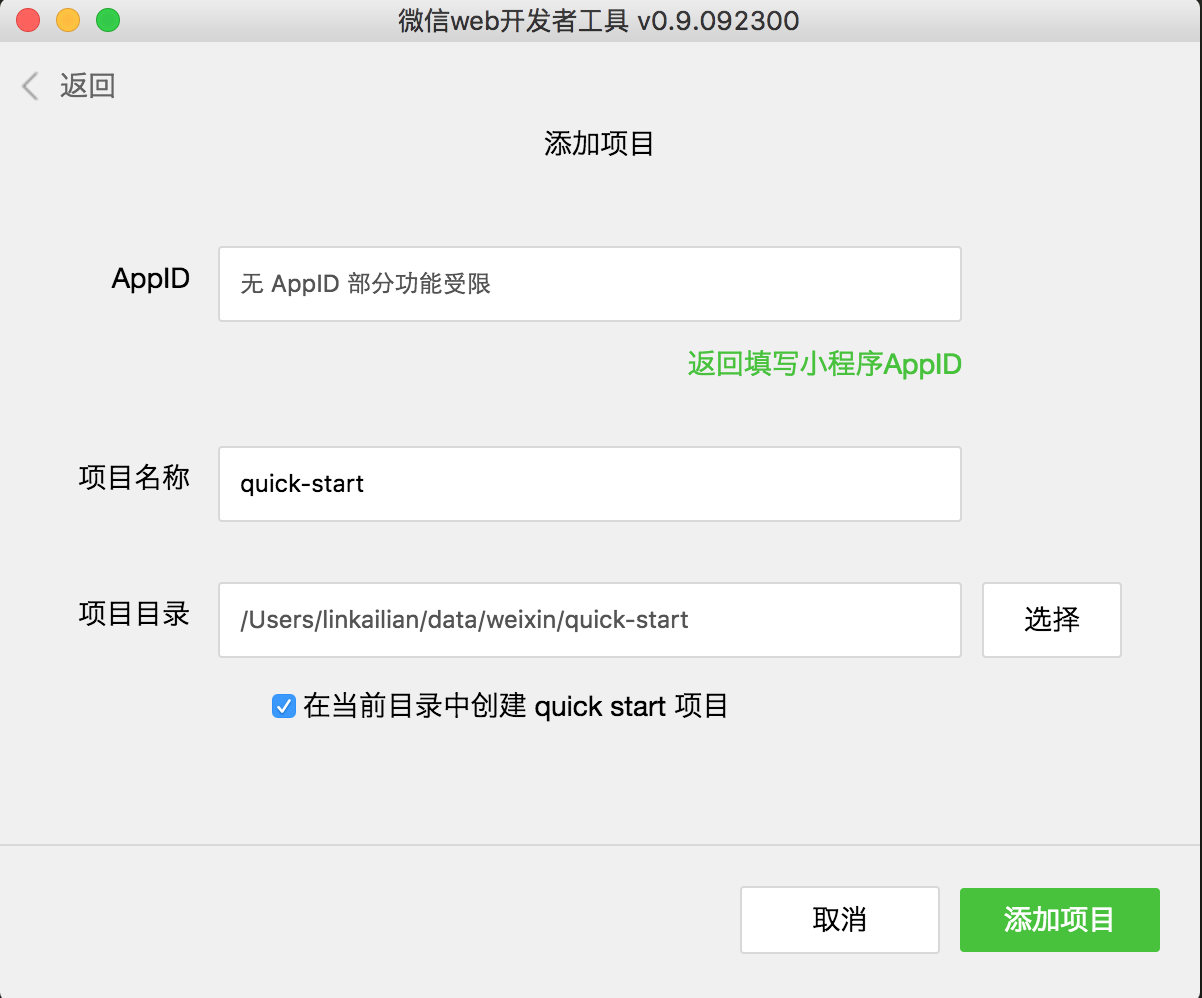 微信web开发者工具 v0.9.092300
返回
添加项目
AppID
无 AppID 部分功能受限
返回填写小程序AppID
项目名称
quick-start
项目目录
/Users/linkailian/data/weixin/quick-start
选择
在当前目录中创建 quick start 项目
取消
添加项目